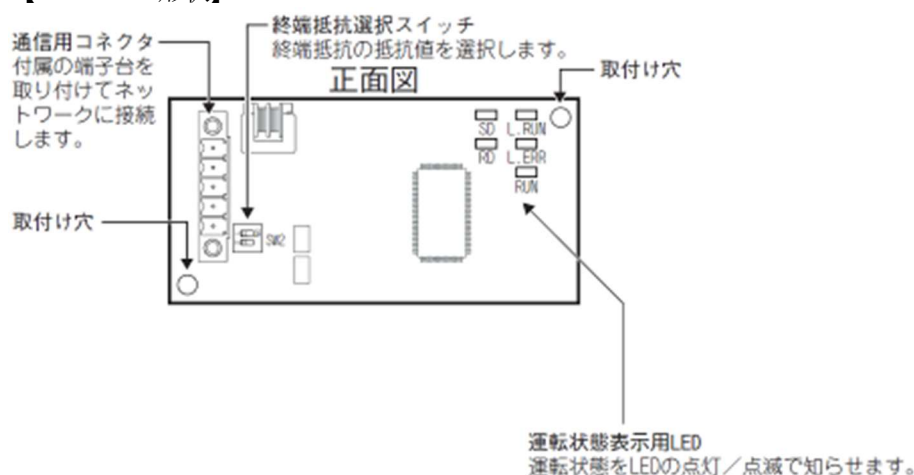 終端抵抗選択スイッチ
終端抵抗の抵抗値を選択します。
通信用コネクタ
付属の端子台を
取り付けてネッ
トワークに接続
します。
正面図
取付け穴
SD L.RUN
RD L.ERR
RUN
取付け穴
SW2
運転状態表示用LED
運転状態をLEDの点灯／点滅で知らせます。